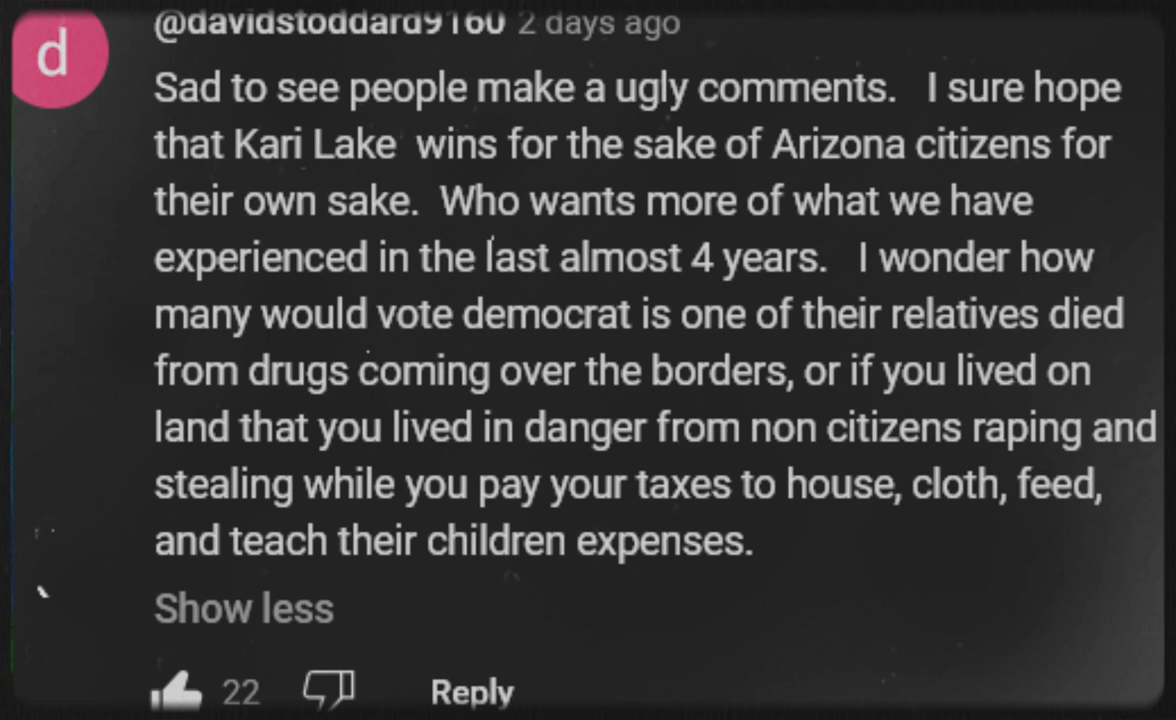 d
@davidstoddard9160 2 days ago
Sad to see people make a ugly comments. I sure hope
that Kari Lake wins for the sake of Arizona citizens for
their own sake. Who wants more of what we have
experienced in the last almost 4 years. I wonder how
many would vote democrat is one of their relatives died
from drugs coming over the borders, or if you lived on
land that you lived in danger from non citizens raping and
stealing while you pay your taxes to house, cloth, feed,
and teach their children expenses.
Show less
22 Reply